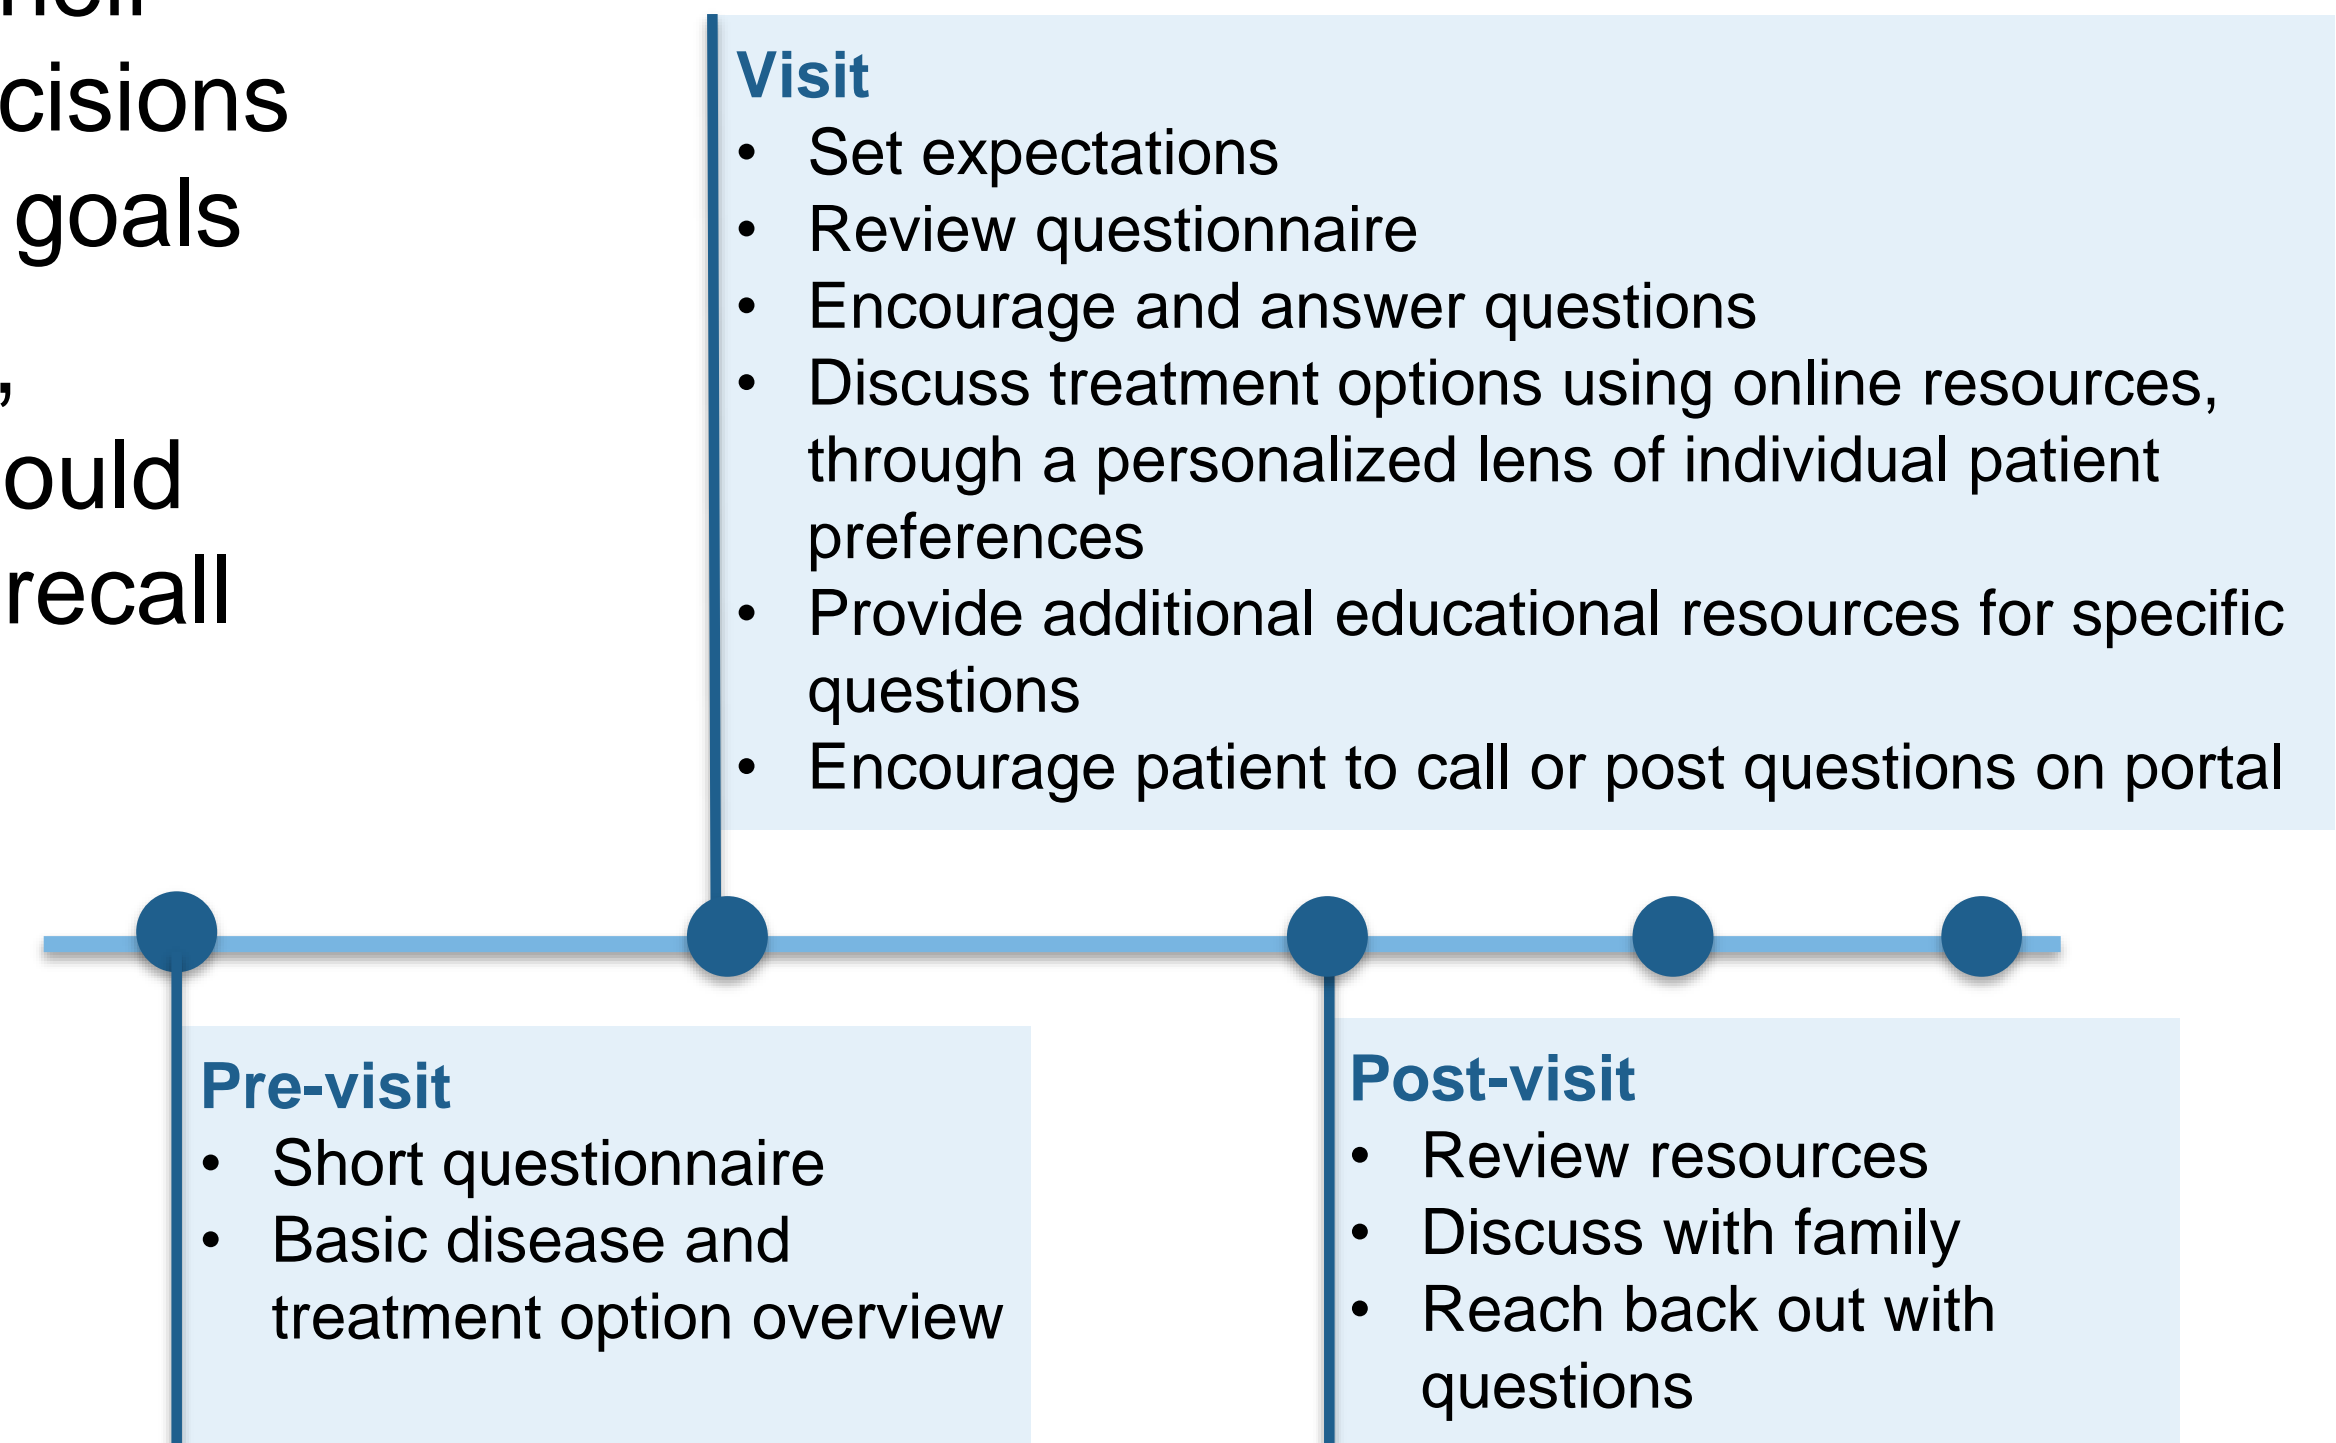 cisions
goals
,
ould
recall
Visit
• Set expectations
• Review questionnaire
• Encourage and answer questions
• Discuss treatment options using online resources,
through a personalized lens of individual patient
preferences
• Provide additional educational resources for specific
questions
• Encourage patient to call or post questions on portal
Pre-visit
• Short questionnaire
• Basic disease and
treatment option overview
Post-visit
• Review resources
• Discuss with family
• Reach back out with
questions